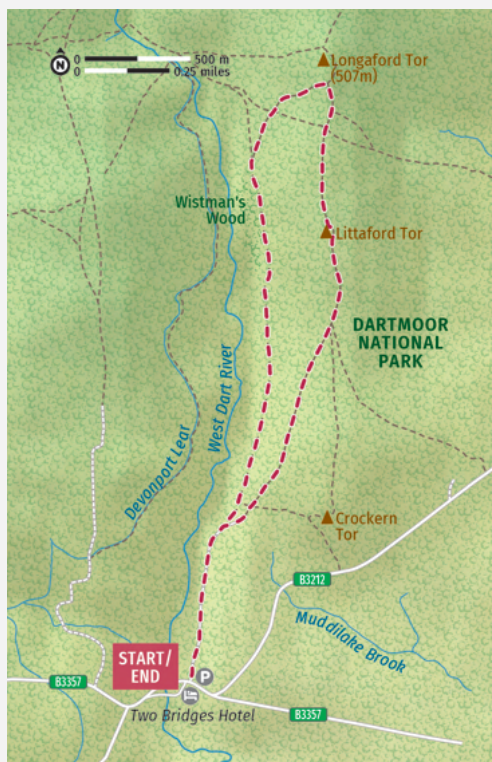 N
0 500 m
0 0.25 miles
Longaford Tor
(507m)
Wistman's
Wood
Littaford Tor
DARTMOOR
NATIONAL
PARK
West Dart River
Devonport Lear
Crockern
Tor
B3212
Muddilake Brook
START/
END
P
B3357
Two Bridges Hotel
B3357